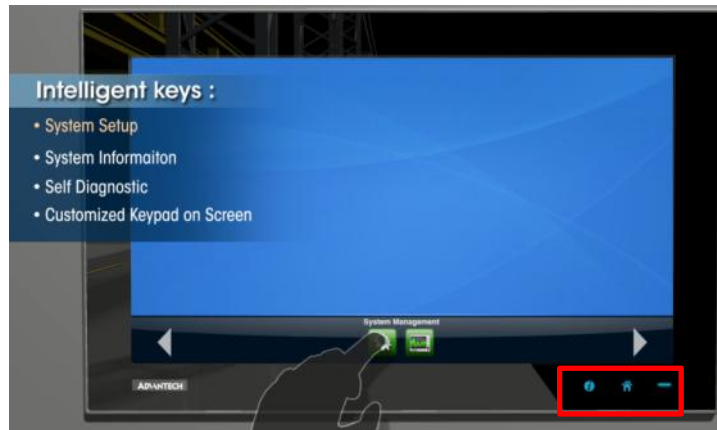 Intelligent keys :
• System Setup
• System Informaiton
• Self Diagnostic
• Customized Keypad on Screen
System Management
ADVANTECH